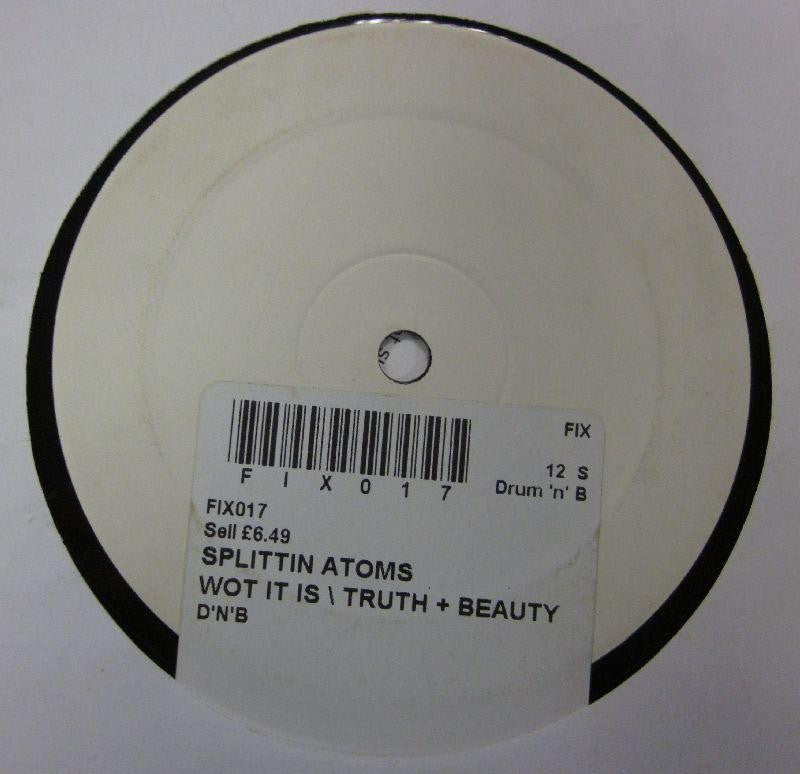 FIX
12 S
Drum 'n' B
F I X 0 1 7
FIX017
Sell £6.49
SPLITTIN ATOMS
WOT IT IS \ TRUTH + BEAUTY
D'N'B